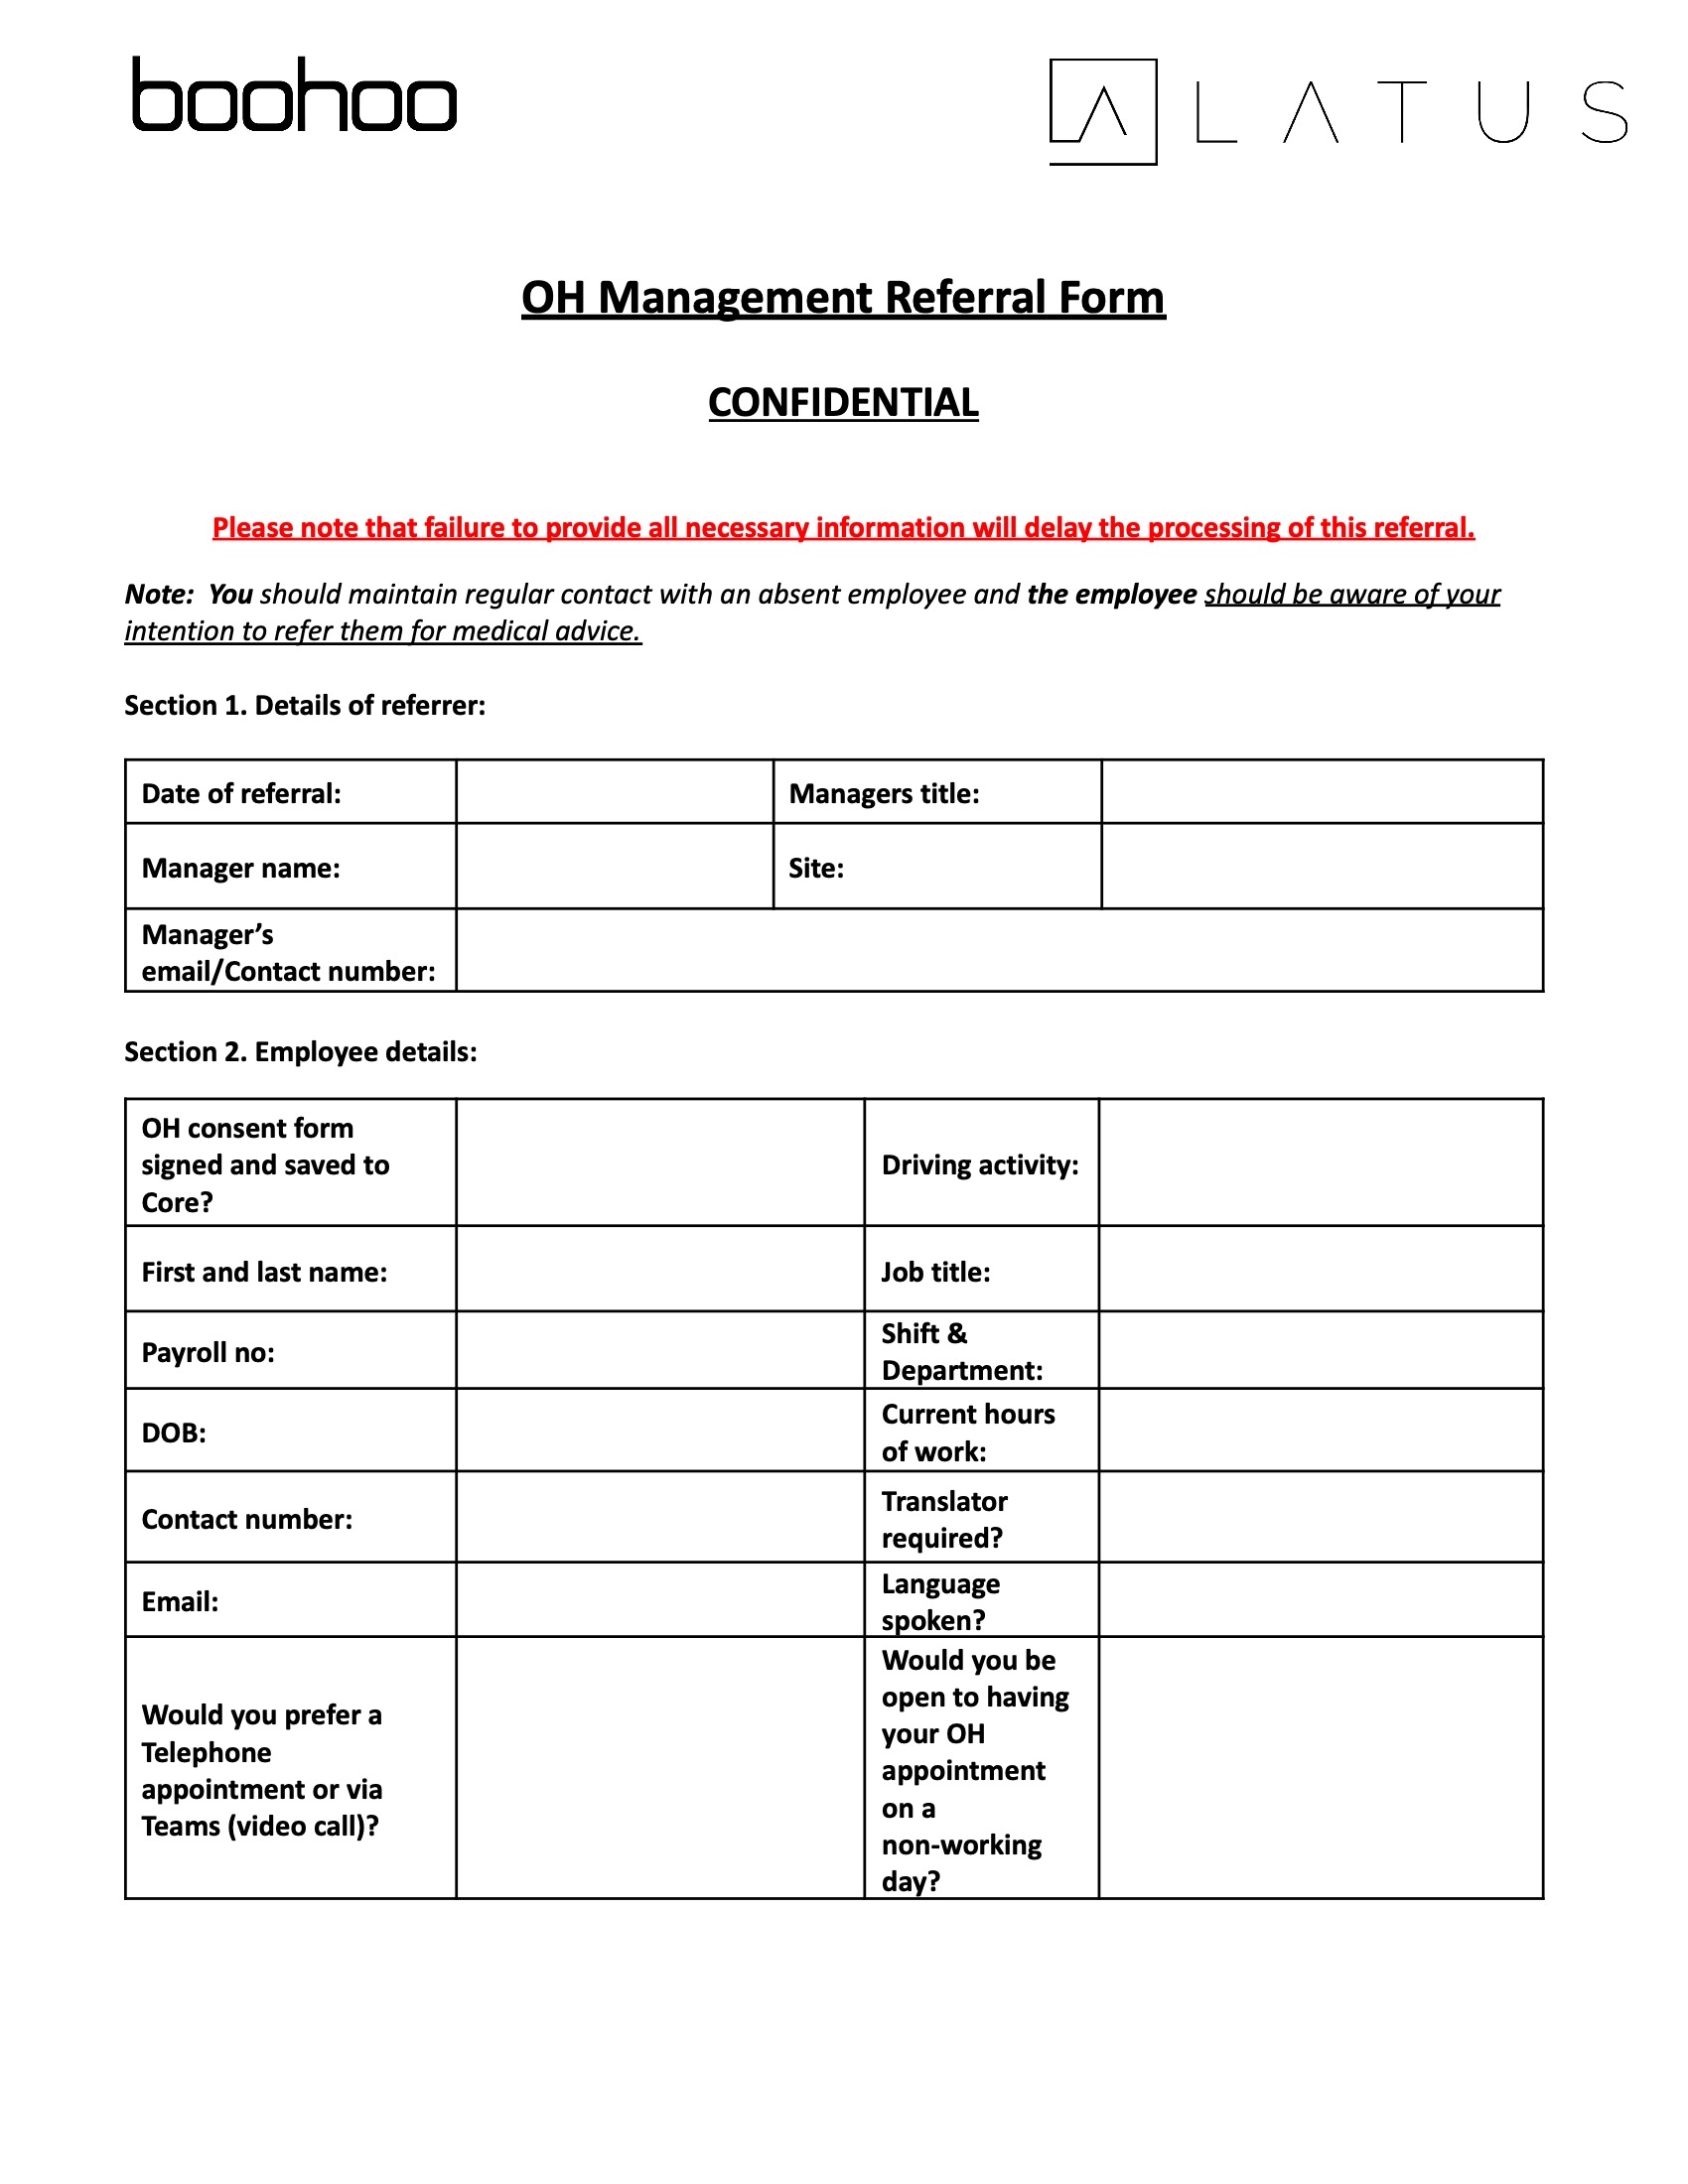 boohoo
ALATUS
OH Management Referral Form
CONFIDENTIAL
Please note that failure to provide all necessary information will delay the processing of this referral.
Note:  You should maintain regular contact with an absent employee and the employee should be aware of your
intention to refer them for medical advice.
Section 1. Details of referrer:
Date of referral:
Managers title:
Manager name:
Site:
Manager’s
email/Contact number:
Section 2. Employee details:
OH consent form
signed and saved to
Core?
Driving activity:
First and last name:
Job title:
Payroll no:
Shift &
Department:
DOB:
Current hours
of work:
Contact number:
Translator
required?
Email:
Language
spoken?
Would you prefer a
Telephone
appointment or via
Teams (video call)?
Would you be
open to having
your OH
appointment
on a
non-working
day?